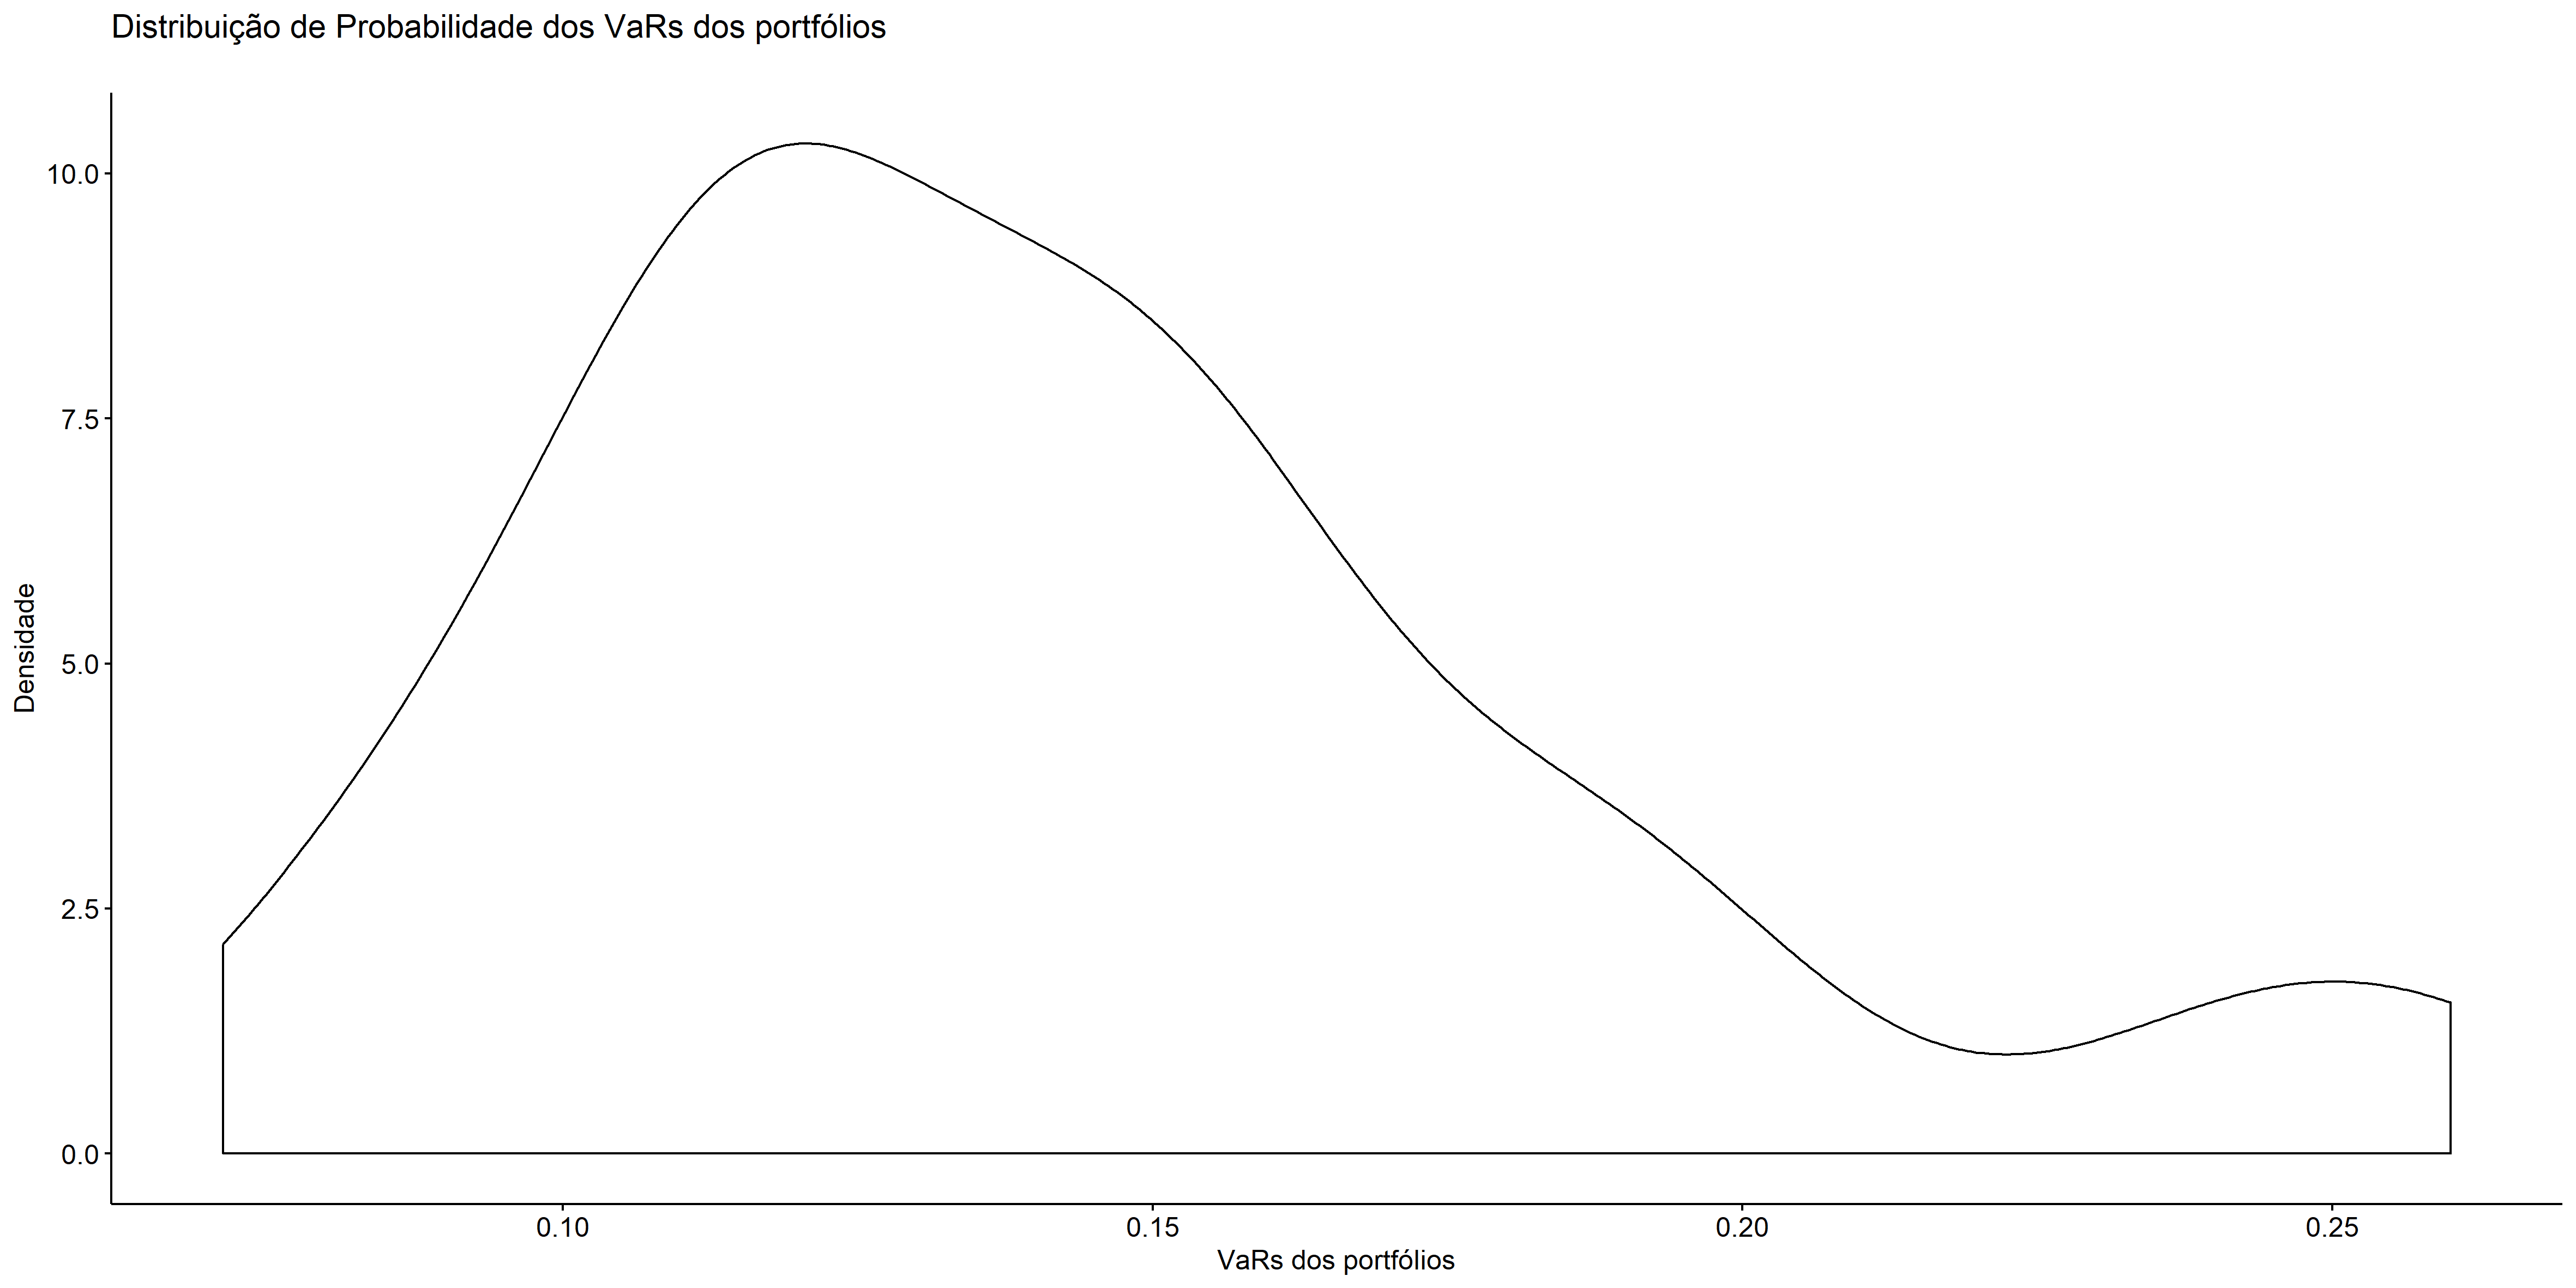 Distribuição de Probabilidade dos VaRs dos portfólios
10.0
7.5
5.0
2.5
0.0
Densidade
0.10 0.15 0.20 0.25
VaRs dos portfólios